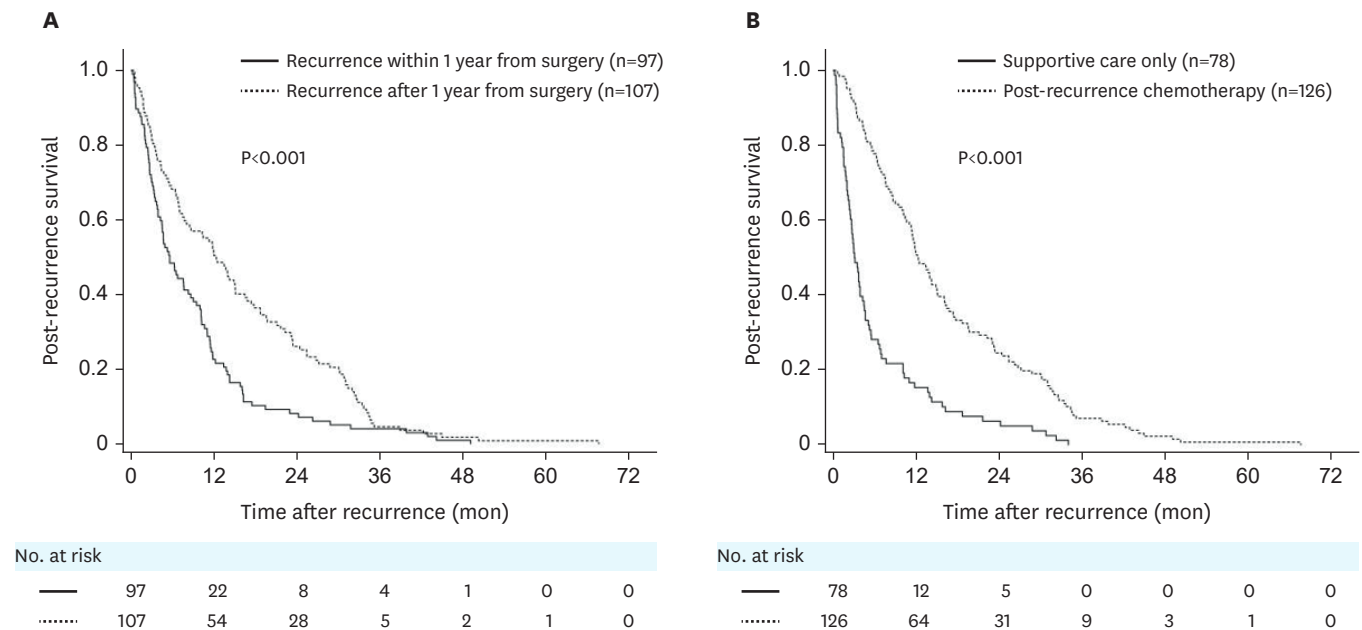 A
Recurrence within 1 year from surgery (n=97)
Recurrence after 1 year from surgery (n=107)
P<0.001
Post-recurrence survival
1.0
0.8
0.6
0.4
0.2
0
0 12 24 36 48 60 72
Time after recurrence (mon)
No. at risk
97 22 8 4 1 0 0
107 54 28 5 2 1 0
B
Supportive care only (n=78)
Post-recurrence chemotherapy (n=126)
P<0.001
Post-recurrence survival
1.0
0.8
0.6
0.4
0.2
0
0 12 24 36 48 60 72
Time after recurrence (mon)
No. at risk
78 12 5 0 0 0 0
126 64 31 9 3 1 0